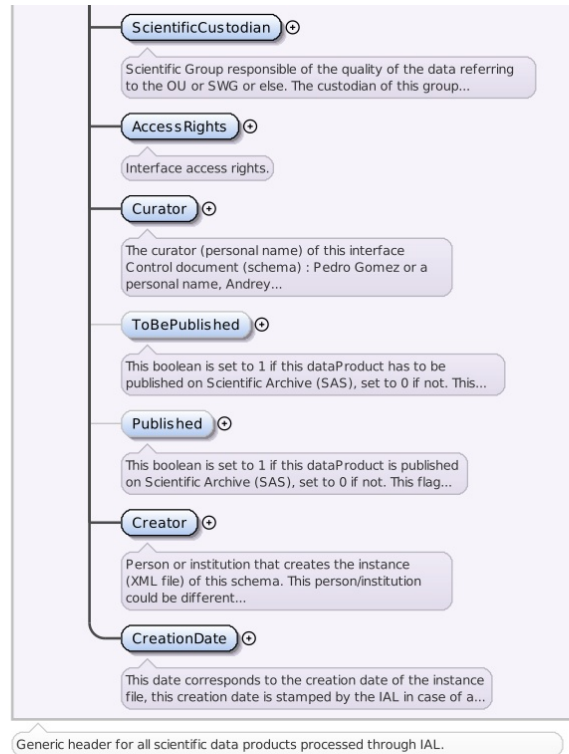 ScientificCustodian
Scientific Group responsible of the quality of the data referring
to the OU or SWG or else. The custodian of this group...
AccessRights
Interface access rights.
Curator
The curator (personal name) of this interface
Control document (schema) : Pedro Gomez or a
personal name, Andrey...
ToBePublished
This boolean is set to 1 if this dataProduct has to be
published on Scientific Archive (SAS), set to 0 if not. This...
Published
This boolean is set to 1 if this dataProduct is published
on Scientific Archive (SAS), set to 0 if not. This flag...
Creator
Person or institution that creates the instance
(XML file) of this schema. This person/institution
could be different...
CreationDate
This date corresponds to the creation date of the instance
file, this creation date is stamped by the IAL in case of a...
Generic header for all scientific data products processed through IAL.